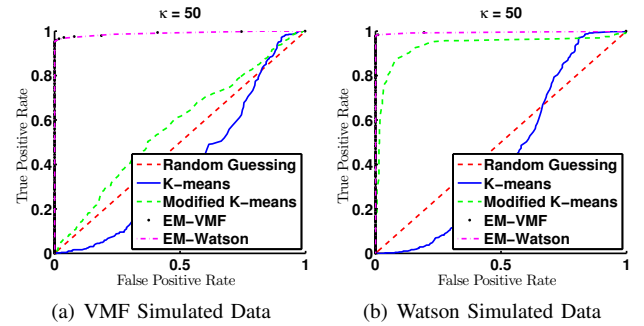 κ = 50
True Positive Rate
1
0.8
0.6
0.4
0.2
0
0
0.5
1
False Positive Rate
Random Guessing
K−means
Modified K−means
EM−VMF
EM−Watson
(a) VMF Simulated Data
κ = 50
True Positive Rate
1
0.8
0.6
0.4
0.2
0
0
0.5
1
False Positive Rate
Random Guessing
K−means
Modified K−means
EM−VMF
EM−Watson
(b) Watson Simulated Data